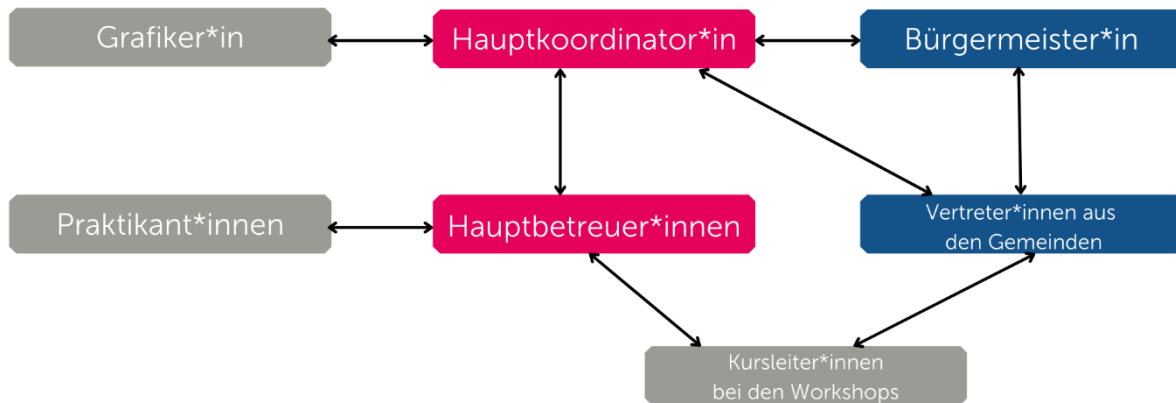 Grafiker*in
Hauptkoordinator*in
Bürgermeister*in
Praktikant*innen
Hauptbetreuer*innen
Vertreter*innen aus
den Gemeinden
Kursleiter*innen
bei den Workshops